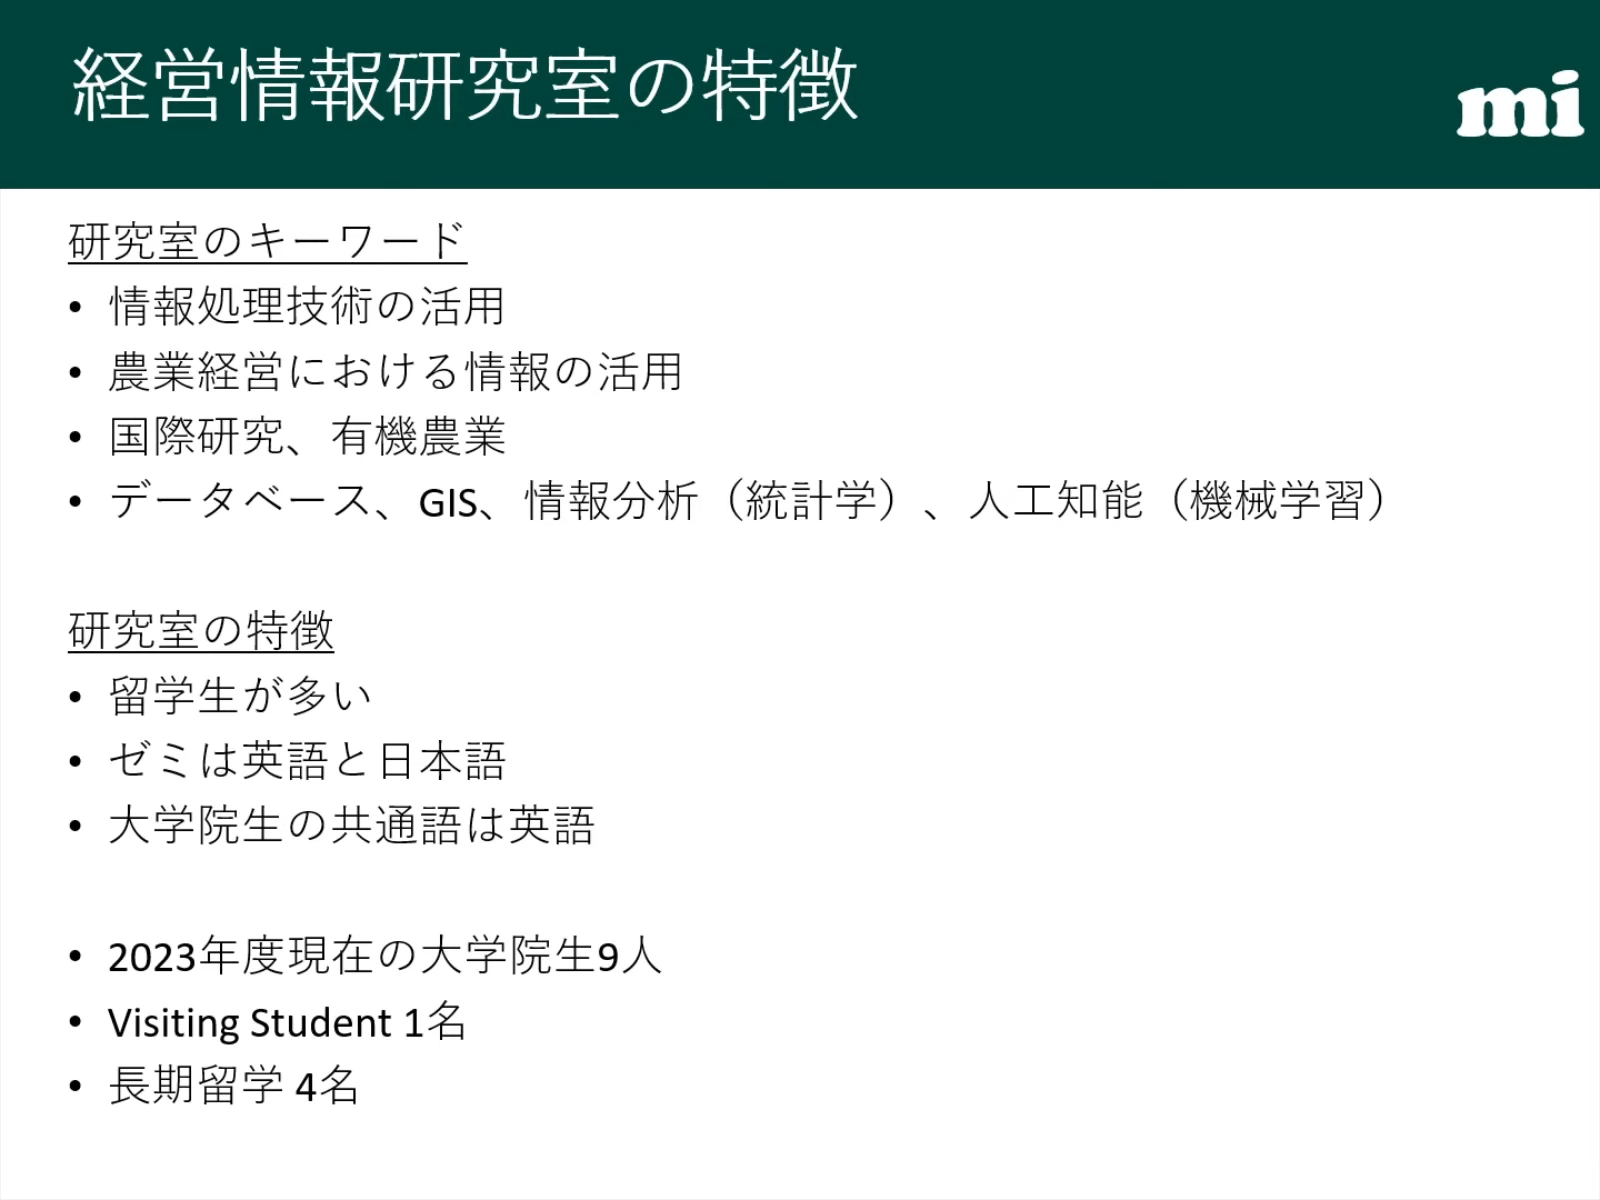 経営情報研究室の特徴
mi
研究室のキーワード
• 情報処理技術の活用
• 農業経営における情報の活用
• 国際研究、有機農業
• データベース、GIS、情報分析（統計学）、人工知能（機械学習）
研究室の特徴
• 留学生が多い
• ゼミは英語と日本語
• 大学院生の共通語は英語
• 2023年度現在の大学院生9人
• Visiting Student 1名
• 長期留学 4名